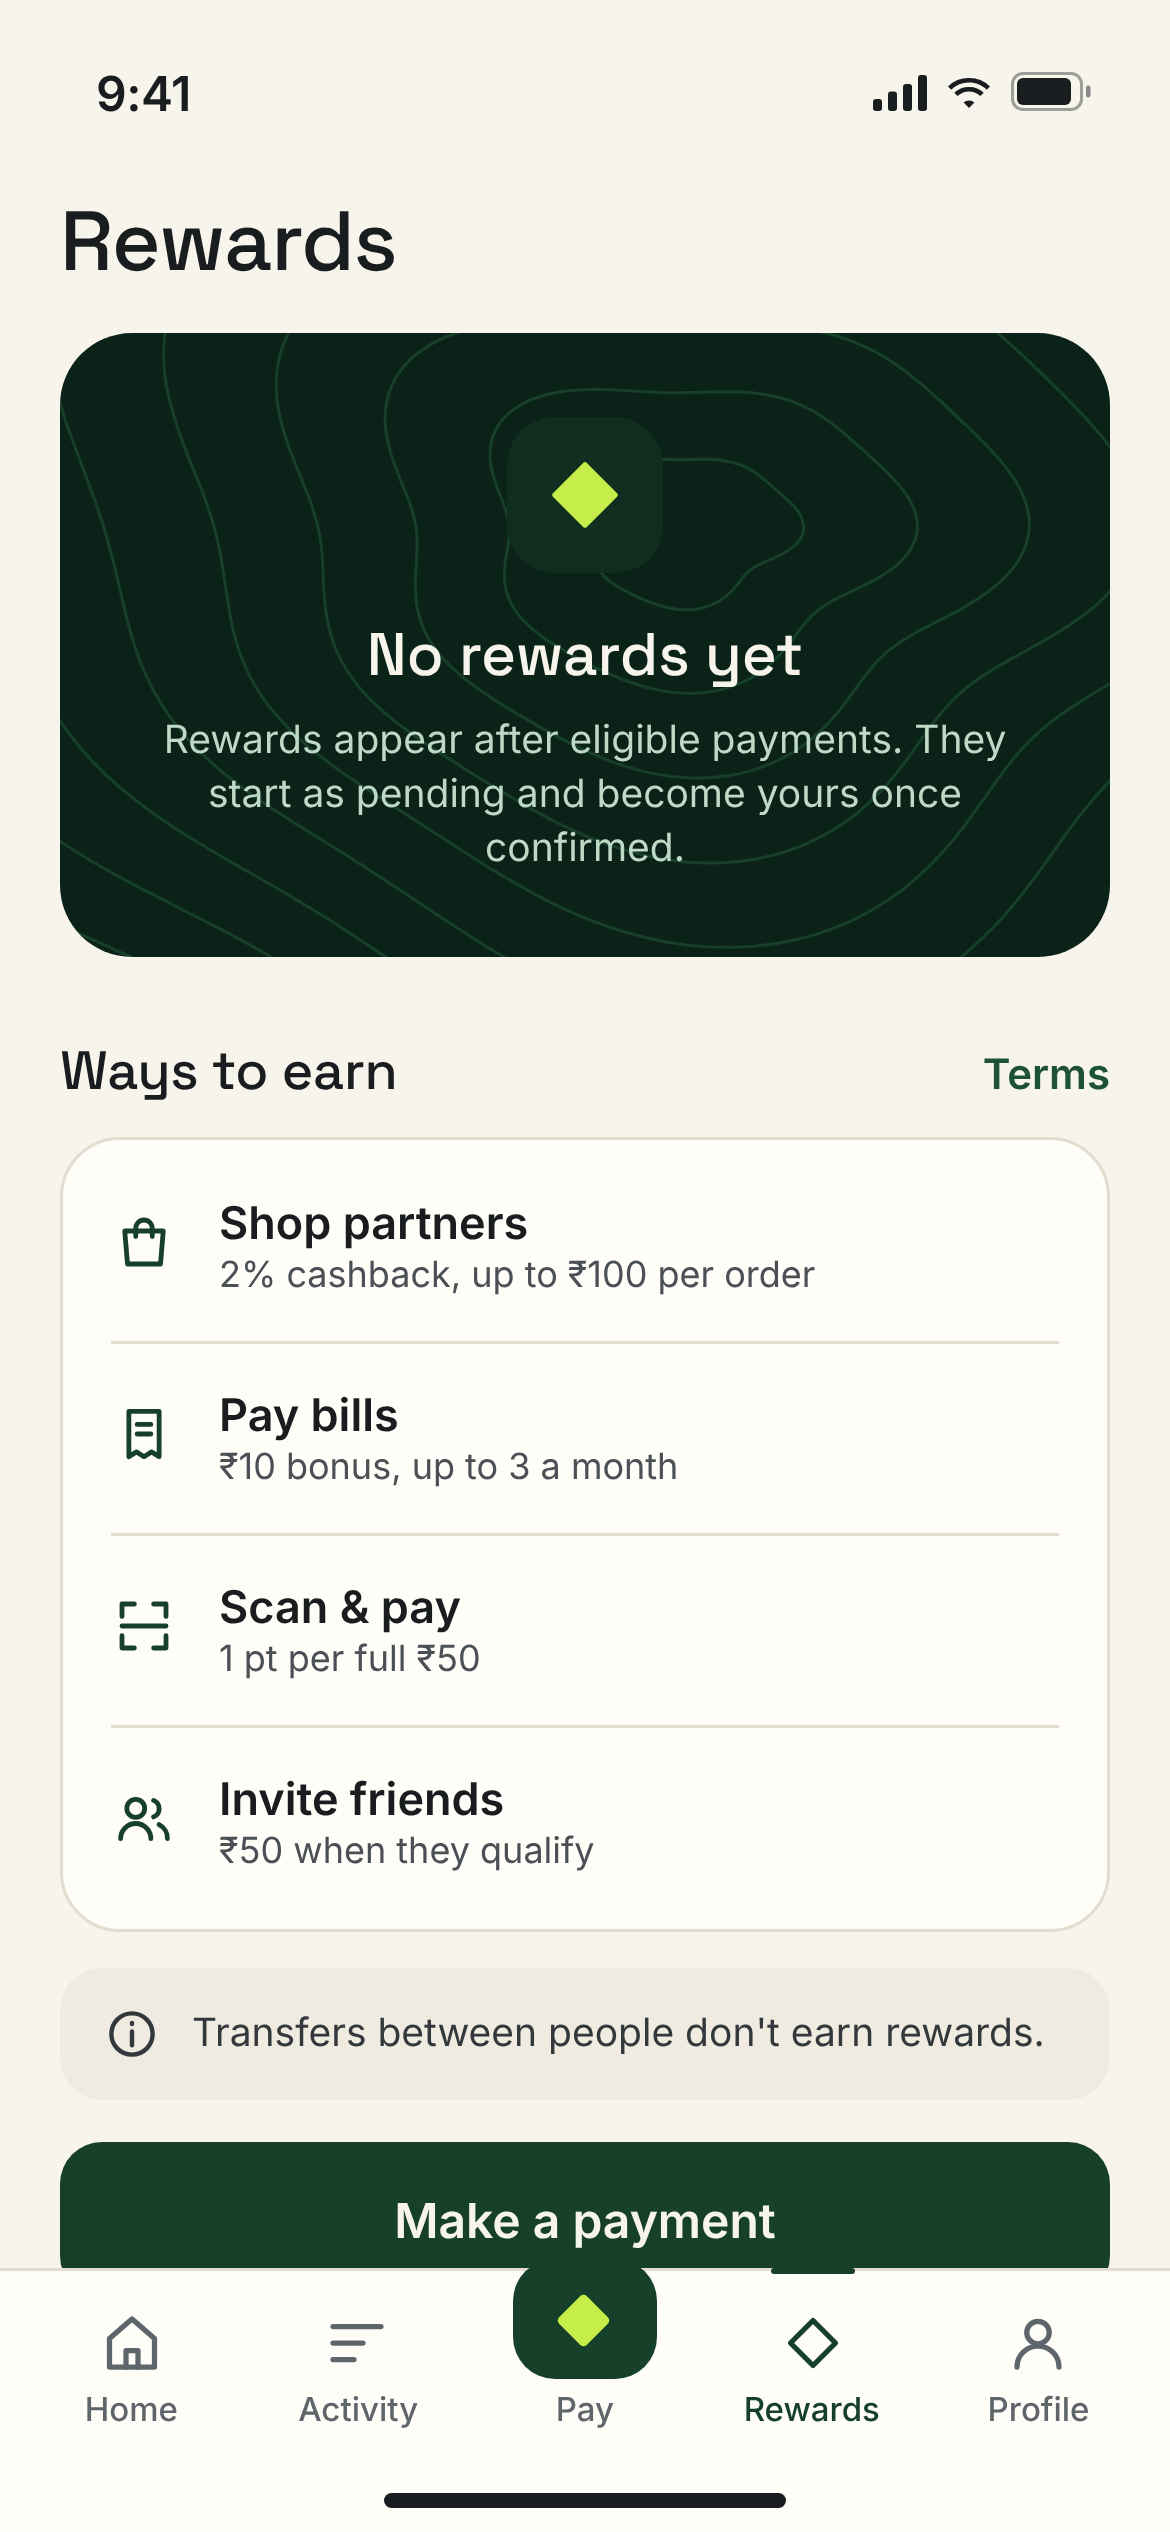 9:41
Rewards
No rewards yet
Rewards appear after eligible payments. They
start as pending and become yours once
confirmed.
Ways to earn
Terms
Shop partners
2% cashback, up to ₹100 per order
Pay bills
₹10 bonus, up to 3 a month
Scan & pay
1 pt per full ₹50
Invite friends
₹50 when they qualify
Transfers between people don't earn rewards.
Make a payment
Home
Activity
Pay
Rewards
Profile